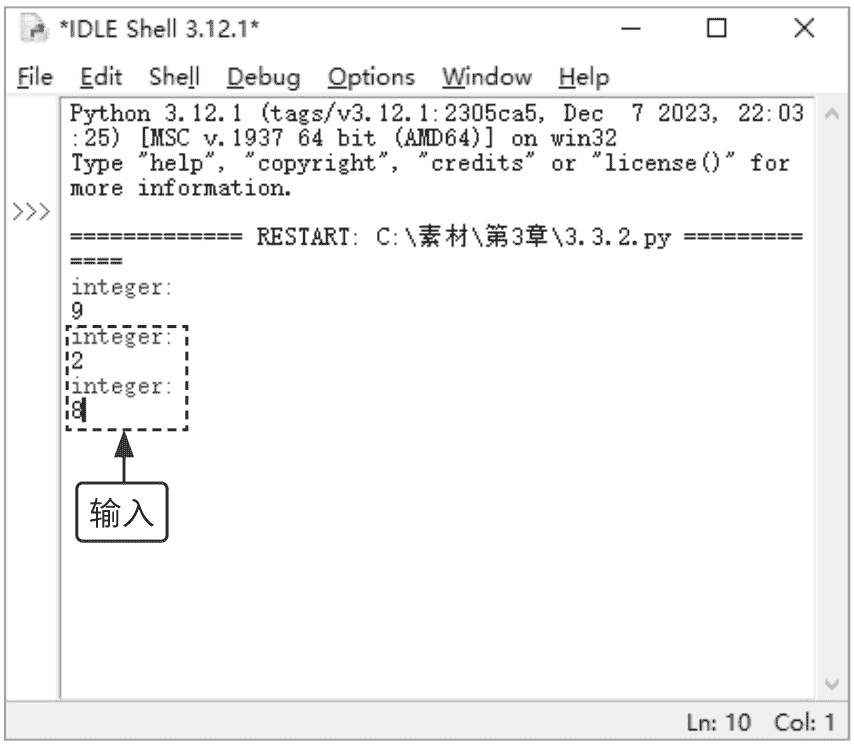 *IDLE Shell 3.12.1*
File Edit Shell Debug Options Window Help
Python 3.12.1 (tags/v3.12.1:2305ca5, Dec  7 2023, 22:03
:25) [MSC v.1937 64 bit (AMD64)] on win32
Type "help", "copyright", "credits" or "license()" for
more information.
>>>
============= RESTART: C:\素材\第3章\3.3.2.py =========
====
integer:
9
integer:
2
integer:
8
输入
Ln: 10 Col: 1